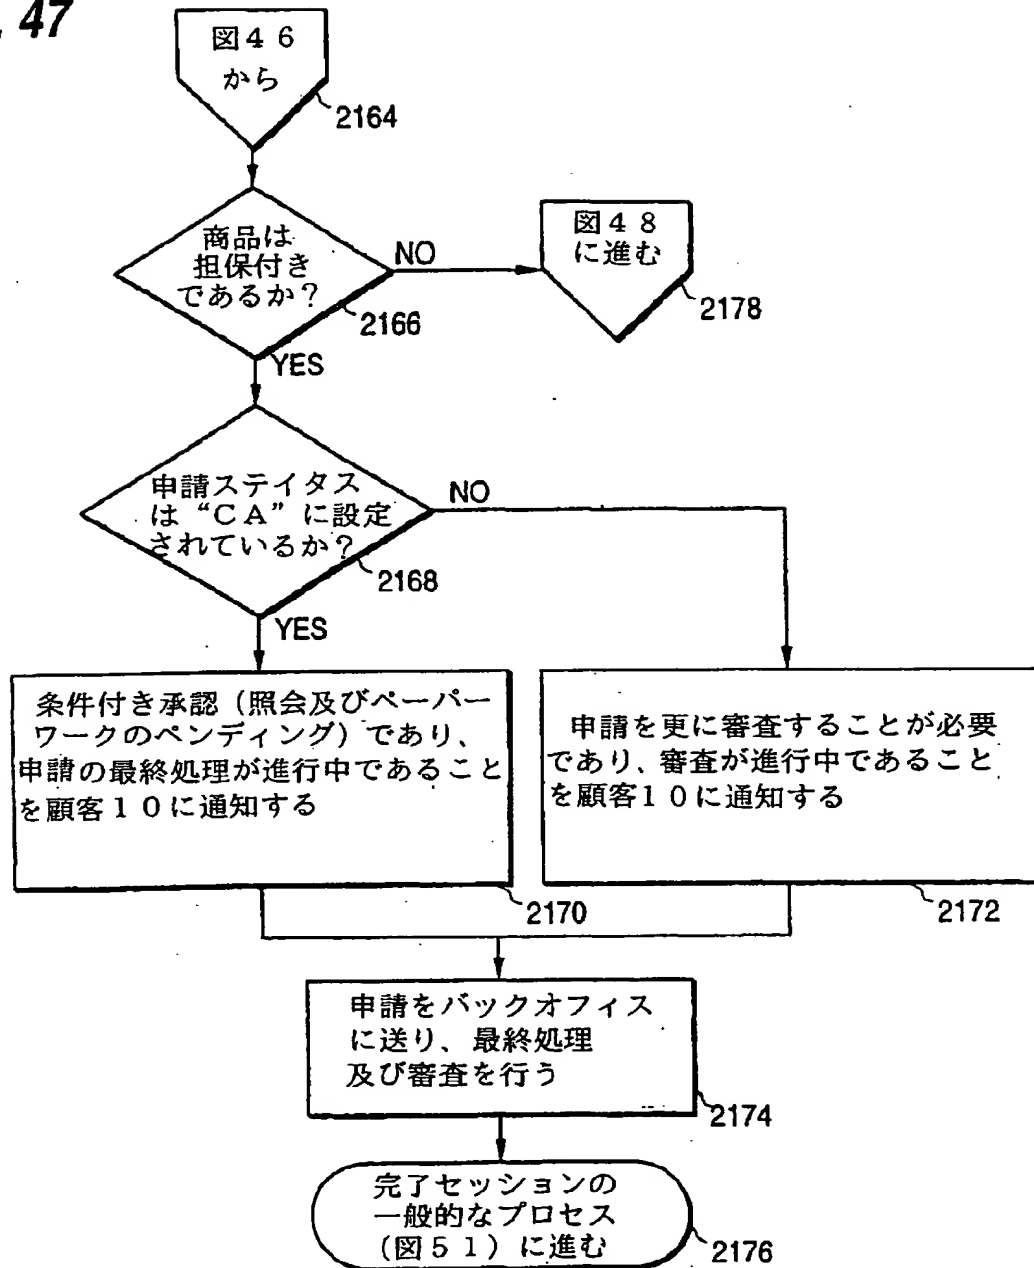 . 47
図４６
から
2164
商品は
担保付き
であるか？
2166
NO
図４８
に進む
2178
YES
申請ステイタス
は“ＣＡ”に設定
されているか？
2168
NO
YES
条件付き承認（照会及びペーパー
ワークのペンディング）であり、
申請の最終処理が進行中であること
を顧客１０に通知する
2170
申請を更に審査することが必要
であり、審査が進行中であること
を顧客１０に通知する
2172
申請をバックオフィス
に送り、最終処理
及び審査を行う
2174
完了セッションの
一般的なプロセス
（図５１）に進む
2176